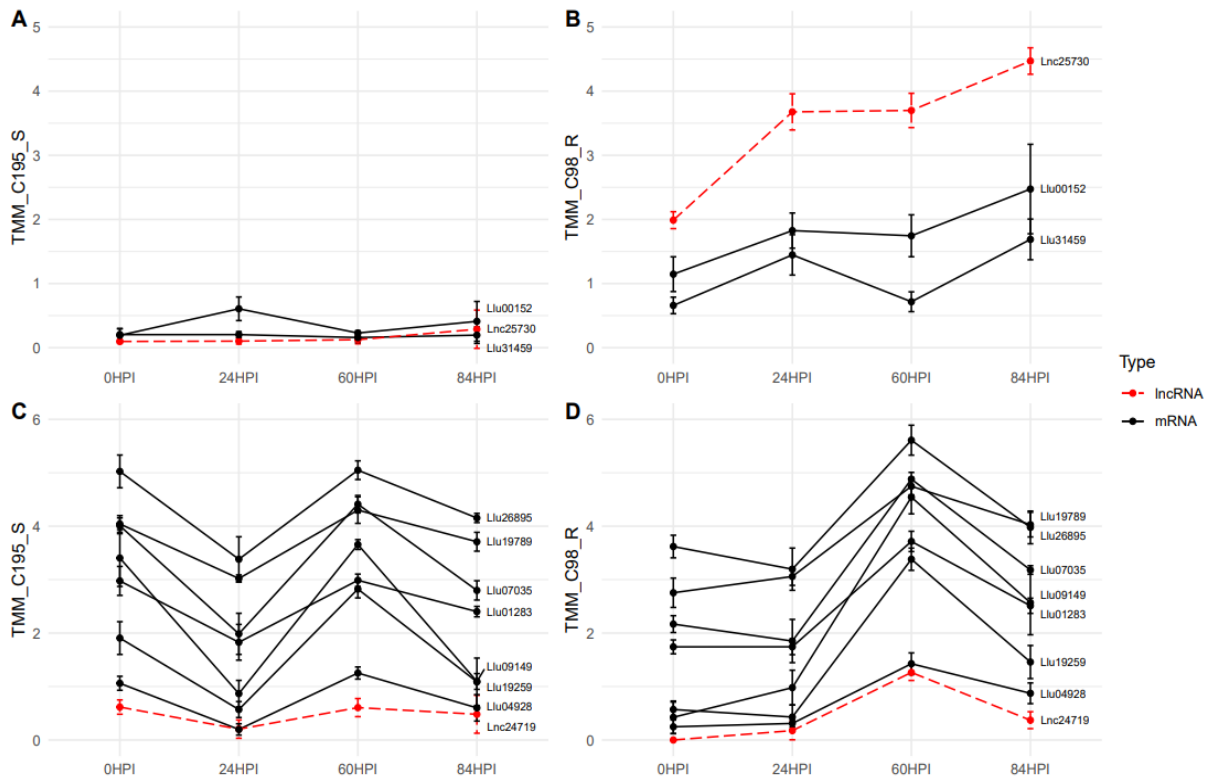 A
TMM_C195_S
5
4
3
2
1
0
Llu00152
Lnc25730
Llu31459
0HPI 24HPI 60HPI 84HPI
B
TMM_C98_R
5
4
3
2
1
0
Lnc25730
Llu00152
Llu31459
0HPI 24HPI 60HPI 84HPI
Type
lncRNA
mRNA
C
TMM_C195_S
6
4
2
0
Llu26895
Llu19789
Llu07035
Llu01283
Llu09149
Llu19259
Llu04928
Lnc24719
0HPI 24HPI 60HPI 84HPI
D
TMM_C98_R
6
4
2
0
Llu19789
Llu26895
Llu07035
Llu09149
Llu01283
Llu19259
Llu04928
Lnc24719
0HPI 24HPI 60HPI 84HPI